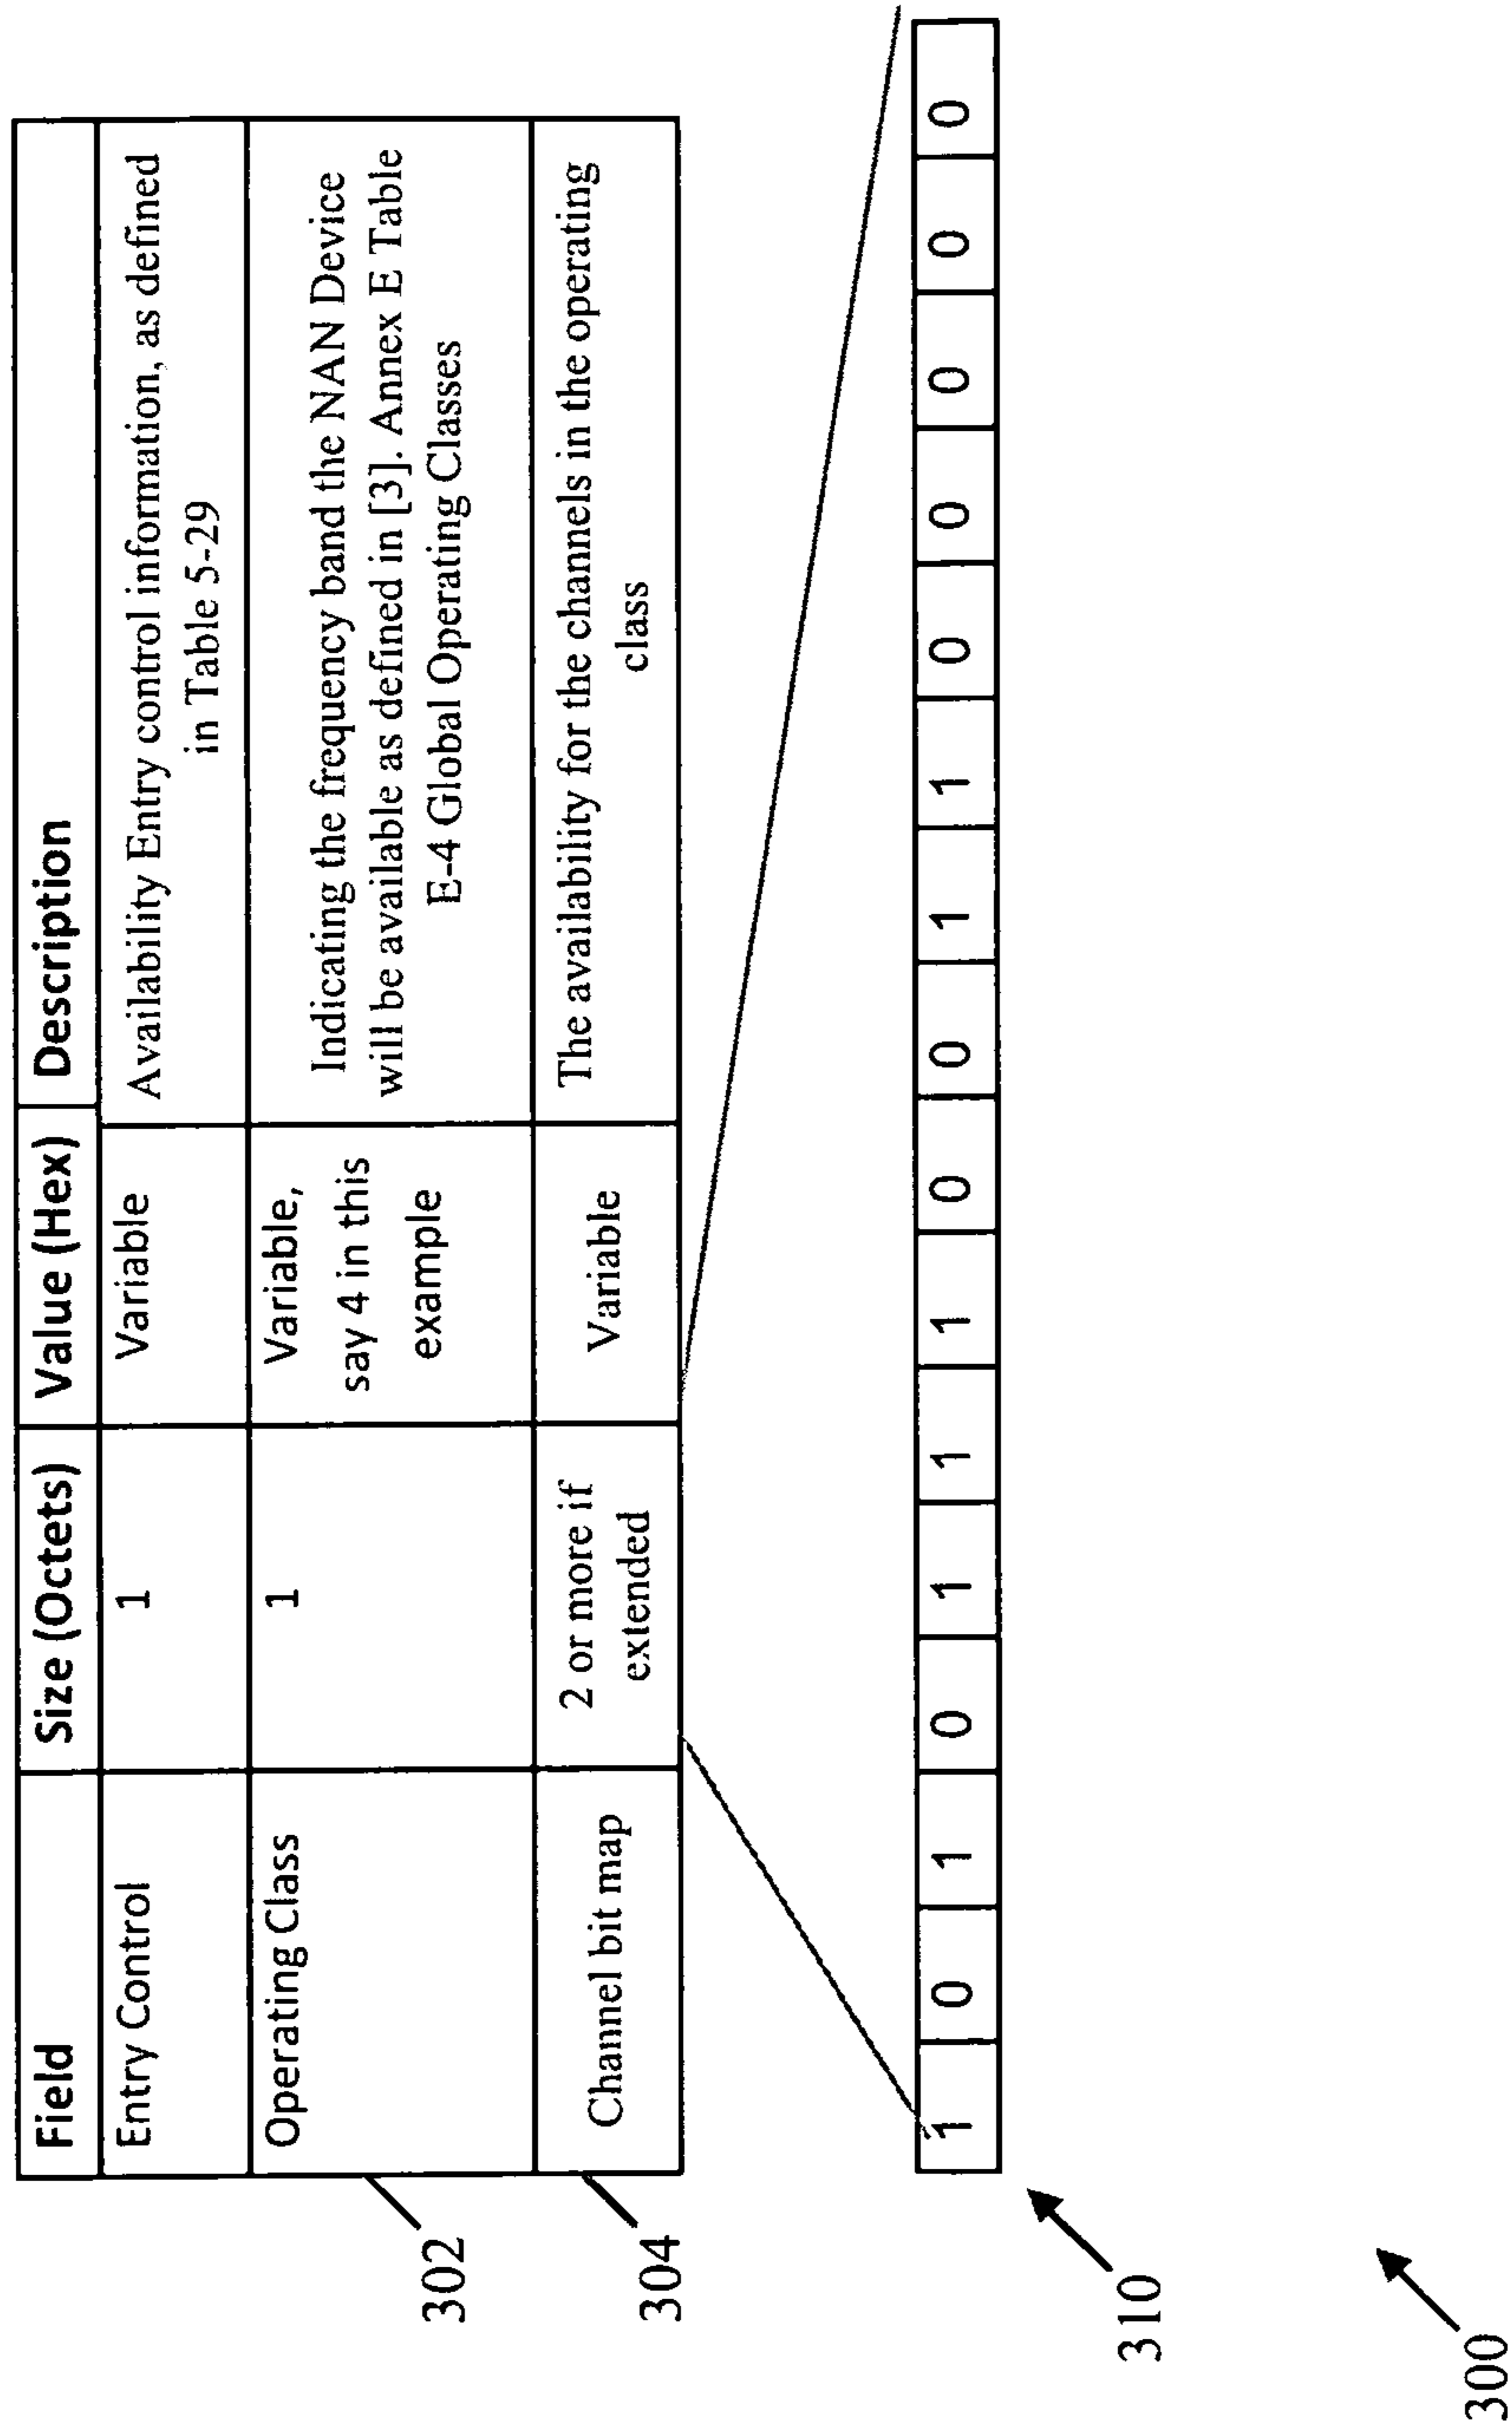 Field Size (Octets) Value (Hex) Description
Entry Control 1 Variable Availability Entry control information, as defined
in Table 5-29
Operating Class 1 Variable, Indicating the frequency band the NAN Device
say 4 in this will be available as defined in [3]. Annex E Table
example E-4 Global Operating Classes
302
Channel bit map 2 or more if Variable The availability for the channels in the operating
extended class
304
1 0 1 0 1 1 1 0 0 1 1 0 0 0 0 0
310
300